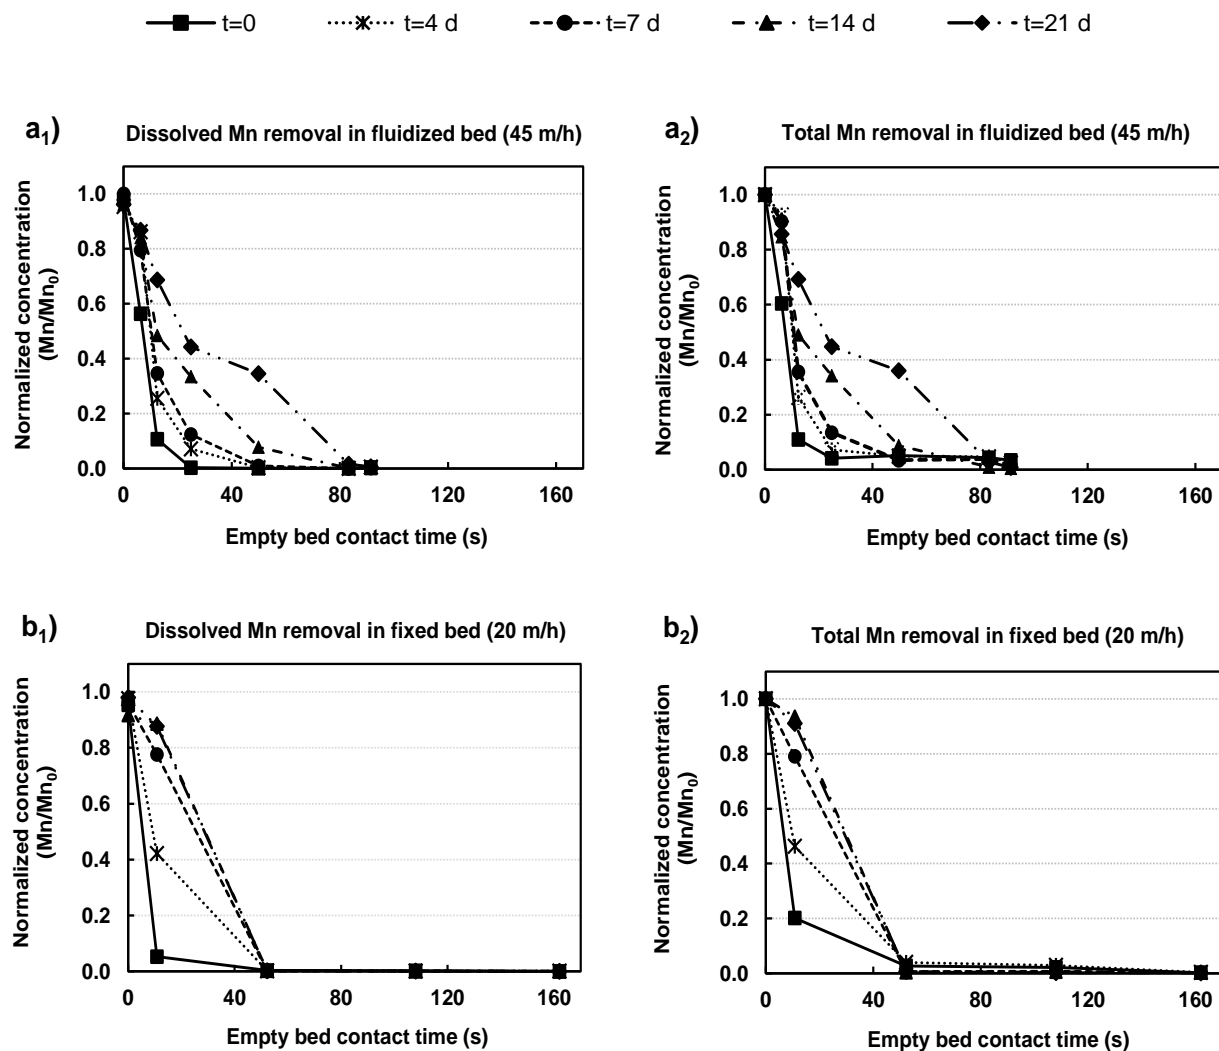 t=0 t=4 d t=7 d t=14 d t=21 d
a1) Dissolved Mn removal in fluidized bed (45 m/h)
Normalized concentration
(Mn/Mn0)
1.0
0.8
0.6
0.4
0.2
0.0
0 40 80 120 160
Empty bed contact time (s)
a2) Total Mn removal in fluidized bed (45 m/h)
Normalized concentration
(Mn/Mn0)
1.0
0.8
0.6
0.4
0.2
0.0
0 40 80 120 160
Empty bed contact time (s)
b1) Dissolved Mn removal in fixed bed (20 m/h)
Normalized concentration
(Mn/Mn0)
1.0
0.8
0.6
0.4
0.2
0.0
0 40 80 120 160
Empty bed contact time (s)
b2) Total Mn removal in fixed bed (20 m/h)
Normalized concentration
(Mn/Mn0)
1.0
0.8
0.6
0.4
0.2
0.0
0 40 80 120 160
Empty bed contact time (s)